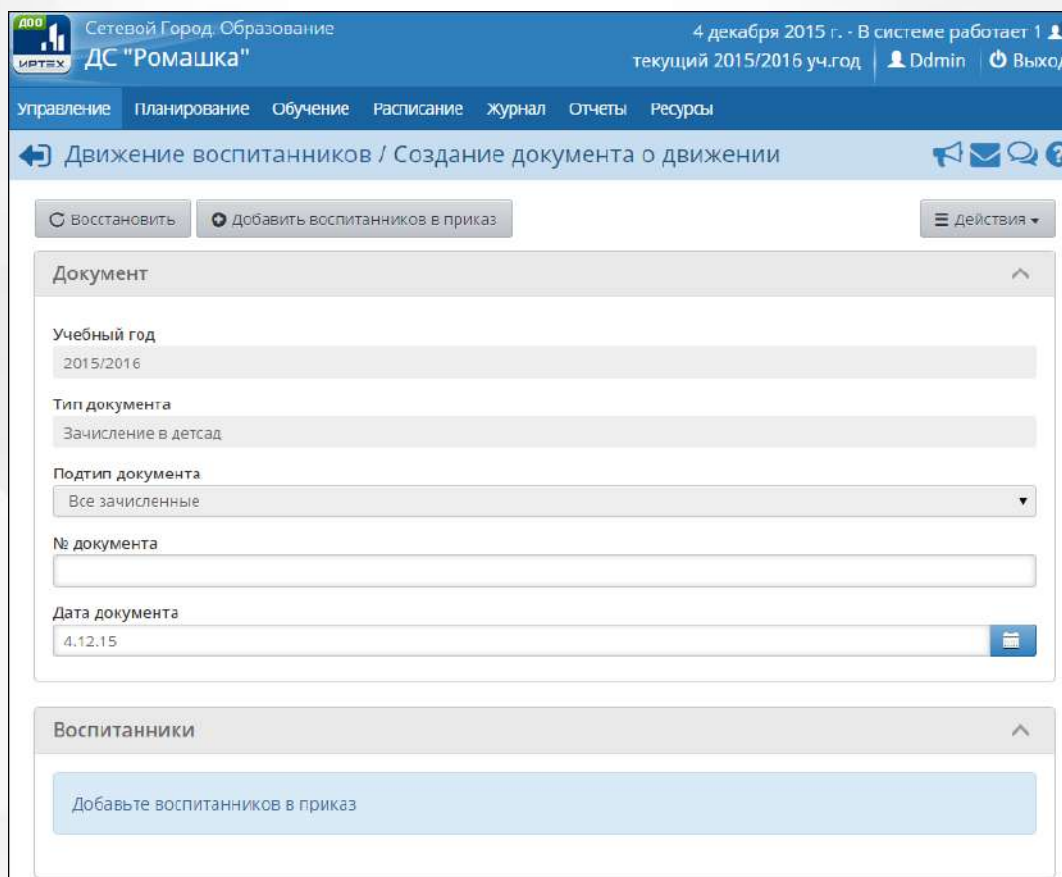 ДОО
ИРТЕХ
Сетевой Город. Образование
ДС "Ромашка"
4 декабря 2015 г. - В системе работает 1
текущий 2015/2016 уч.год
Ddmin
Выход
Управление Планирование Обучение Расписание Журнал Отчеты Ресурсы
Движение воспитанников / Создание документа о движении
Восстановить
Добавить воспитанников в приказ
Действия
Документ
Учебный год
2015/2016
Тип документа
Зачисление в детсад
Подтип документа
Все зачисленные
№ документа
Дата документа
4.12.15
Воспитанники
Добавьте воспитанников в приказ